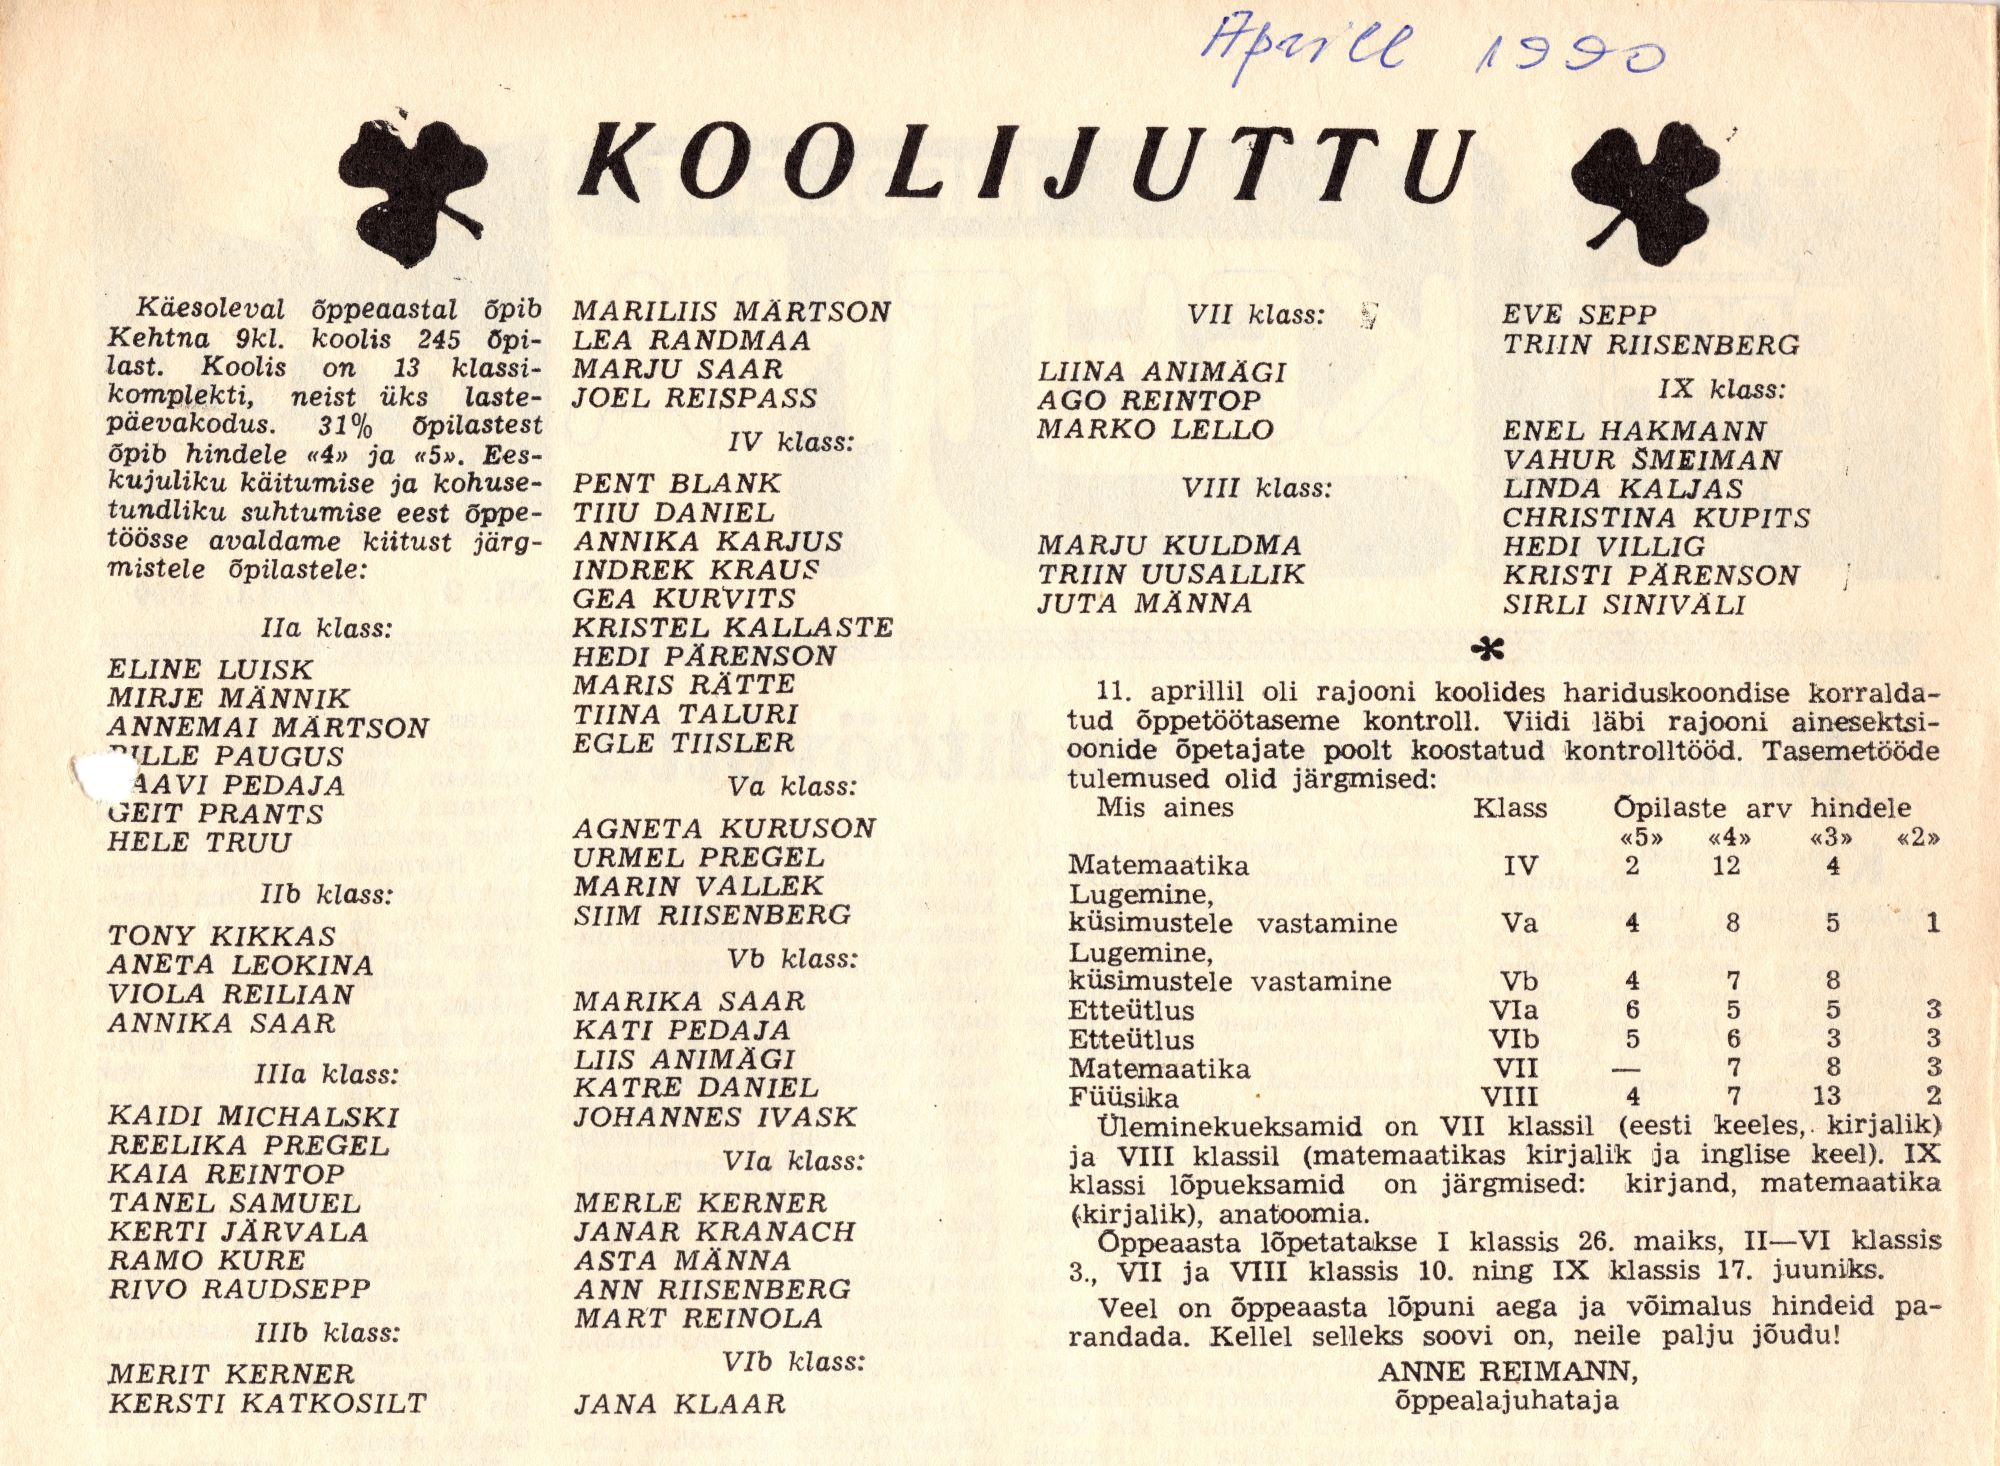 Aprill 1990
KOOLIJUTTU
Käesoleval õppeaastal õpib
Kehtna 9kl. koolis 245 õpi-
last. Koolis on 13 klassi-
komplekti, neist üks laste-
päevakodus. 31% õpilastest
õpib hindele «4» ja «5». Ees-
kujuliku käitumise ja kohuse-
tundliku suhtumise eest õppe-
töösse avaldame kiitust järg-
mistele õpilastele:
IIa klass:
ELINE LUISK
MIRJE MÄNNIK
ANNEMAI MÄRTSON
PAUGUS
PEDAJA
GEIT PRANTS
HELE TRUU
IIb klass:
TONY KIKKAS
ANETA LEOKINA
VIOLA REILIAN
ANNIKA SAAR
IIIa klass:
KAIDI MICHALSKI
REELIKA PREGEL
KAIA REINTOP
TANEL SAMUEL
KERTI JÄRVALA
RAMO KURE
RIVO RAUDSEPP
IIIb klass:
MERIT KERNER
KERSTI KATKOSILT
MARILIIS MÄRTSON
LEA RANDMAA
MARJU SAAR
JOEL REISPASS
IV klass:
PENT BLANK
TIIU DANIEL
ANNIKA KARJUS
INDREK KRAUS
GEA KURVITS
KRISTEL KALLASTE
HEDI PÄRENSON
MARIS RÄTTE
TIINA TALURI
EGLE TIISLER
Va klass:
AGNETA KURUSON
URMEL PREGEL
MARIN VALLEK
SIIM RIISENBERG
Vb klass:
MARIKA SAAR
KATI PEDAJA
LIIS ANIMÄGI
KATRE DANIEL
JOHANNES IVASK
VIa klass:
MERLE KERNER
JANAR KRANACH
ASTA MÄNNA
ANN RIISENBERG
MART REINOLA
VIb klass:
JANA KLAAR
VII klass:
LIINA ANIMÄGI
AGO REINTOP
MARKO LELLO
VIII klass:
MARJU KULDMA
TRIIN UUSALLIK
JUTA MÄNNA
EVE SEPP
TRIIN RIISENBERG
IX klass:
ENEL HAKMANN
VAHUR ŠMEIMAN
LINDA KALJAS
CHRISTINA KUPITS
HEDI VILLIG
KRISTI PÄRENSON
SIRLI SINIVÄLI
*
11. aprillil oli rajooni koolides hariduskoondise korralda-
tud õppetöötaseme kontroll. Viidi läbi rajooni ainesektsi-
oonide õpetajate poolt koostatud kontrolltööd. Tasemetööde
tulemused olid järgmised:
Mis aines Klass Õpilaste arv hindele
«5» «4» «3» «2»
Matemaatika IV 2 12 4
Lugemine,
küsimustele vastamine Va 4 8 5 1
Lugemine,
küsimustele vastamine Vb 4 7 8
Etteütlus VIa 6 5 5 3
Etteütlus VIb 5 6 3 3
Matemaatika VII — 7 8 3
Füüsika VIII 4 7 13 2
Üleminekueksamid on VII klassil (eesti keeles, kirjalik)
ja VIII klassil (matemaatikas kirjalik ja inglise keel). IX
klassi lõpueksamid on järgmised: kirjand, matemaatika
(kirjalik), anatoomia.
Õppeaasta lõpetatakse I klassis 26. maiks, II—VI klassis
3., VII ja VIII klassis 10. ning IX klassis 17. juuniks.
Veel on õppeaasta lõpuni aega ja võimalus hindeid pa-
randada. Kellel selleks soovi on, neile palju jõudu!
ANNE REIMANN,
õppealajuhataja